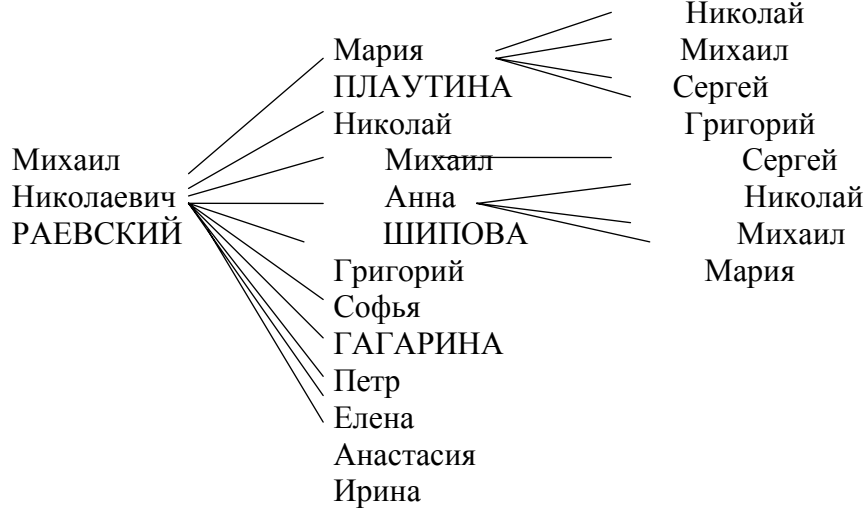 Николай
Мария Михаил
ПЛАУТИНА Сергей
Николай Григорий
Михаил Михаил Сергей
Николаевич Анна Николай
РАЕВСКИЙ ШИПОВА Михаил
Григорий Мария
Софья
ГАГАРИНА
Петр
Елена
Анастасия
Ирина